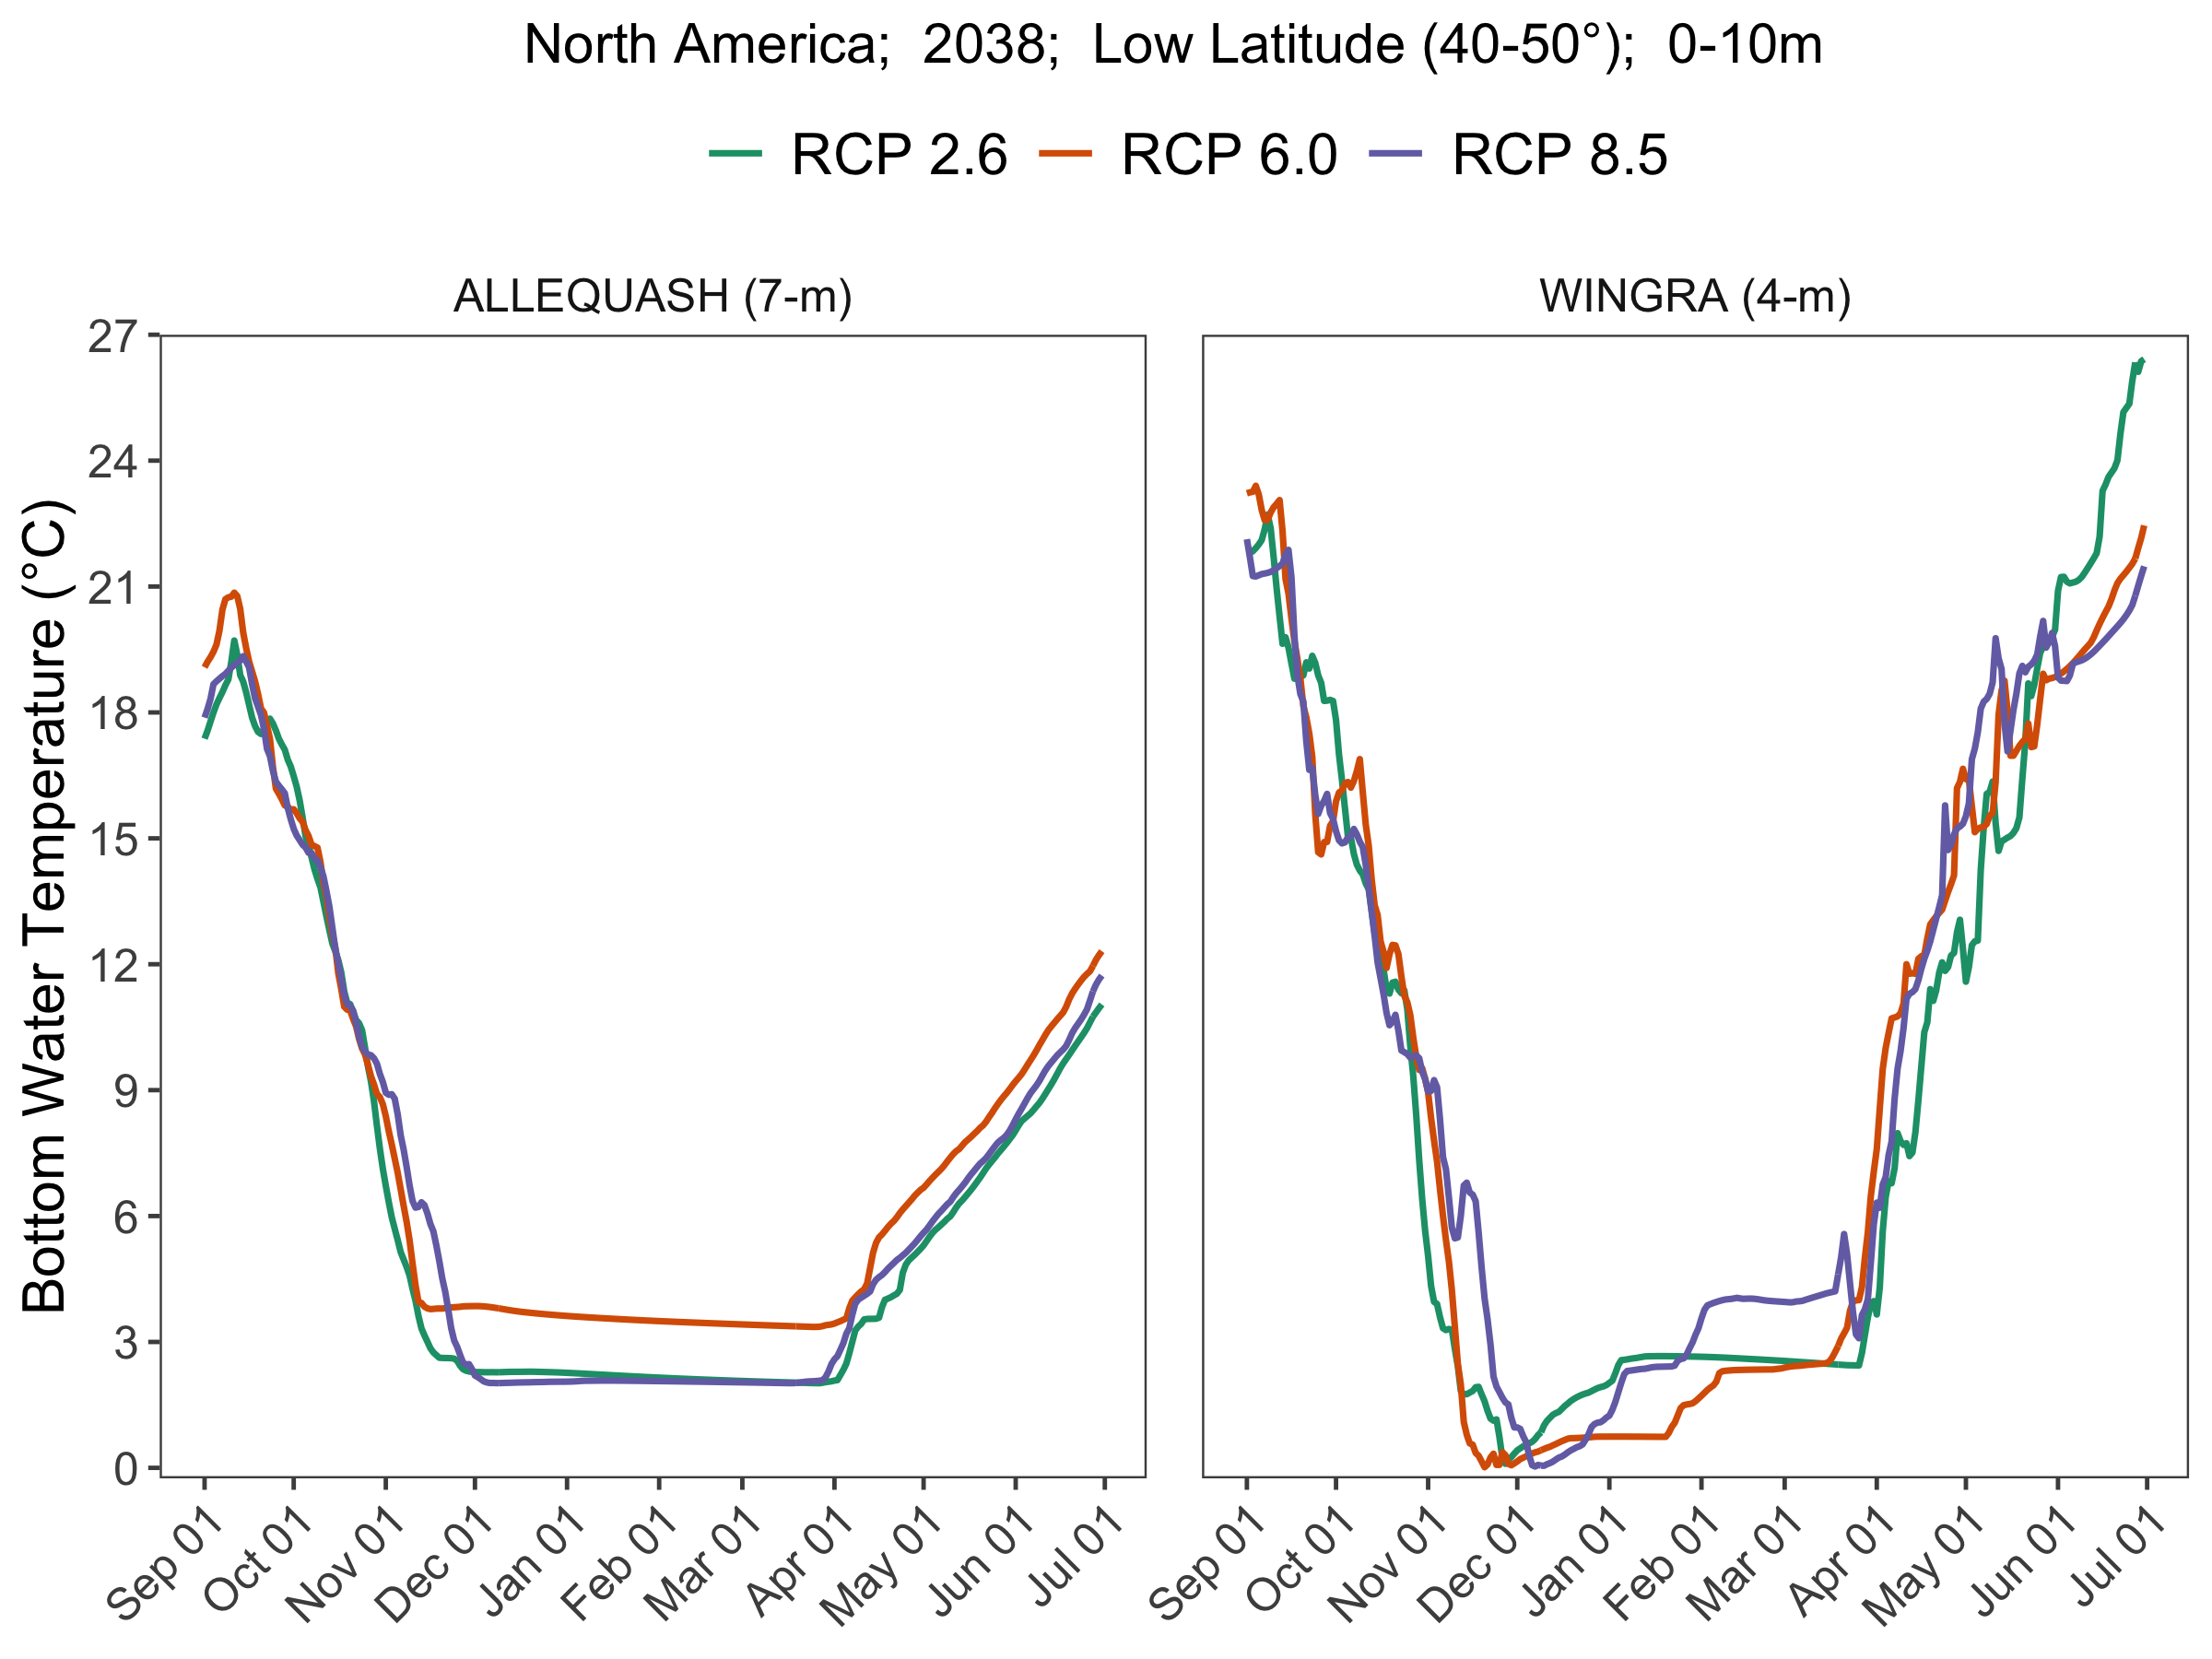 North America;  2038;  Low Latitude (40-50°);  0-10m
RCP 2.6 RCP 6.0 RCP 8.5
ALLEQUASH (7-m) WINGRA (4-m)
Bottom Water Temperature (°C)
27
24
21
18
15
12
9
6
3
0
Sep 01 Oct 01 Nov 01 Dec 01 Jan 01 Feb 01 Mar 01 Apr 01 May 01 Jun 01 Jul 01 Sep 01 Oct 01 Nov 01 Dec 01 Jan 01 Feb 01 Mar 01 Apr 01 May 01 Jun 01 Jul 01